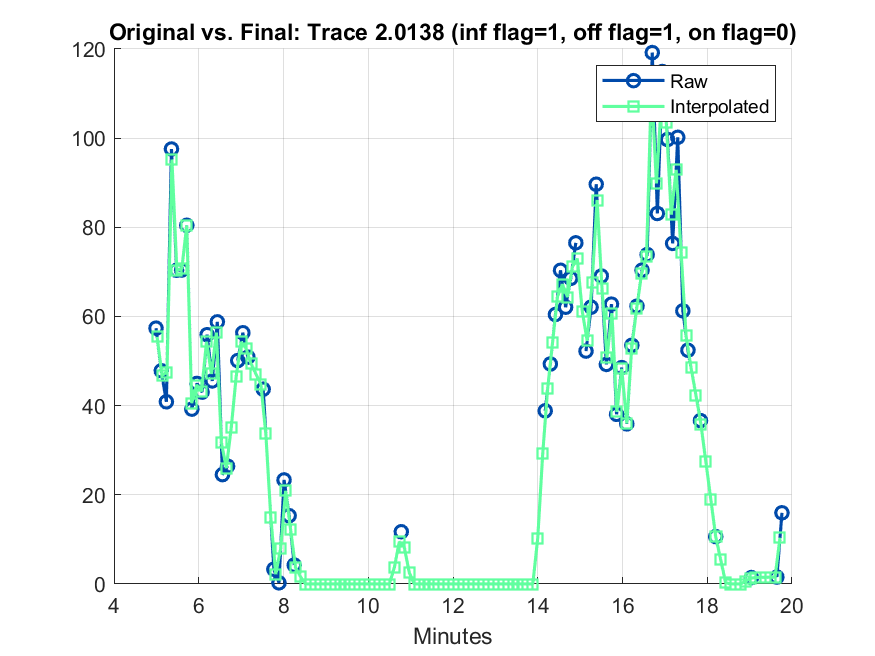 Original vs. Final: Trace 2.0138 (inf flag=1, off flag=1, on flag=0)
120
100
80
60
40
20
0
Raw
Interpolated
4 6 8 10 12 14 16 18 20
Minutes